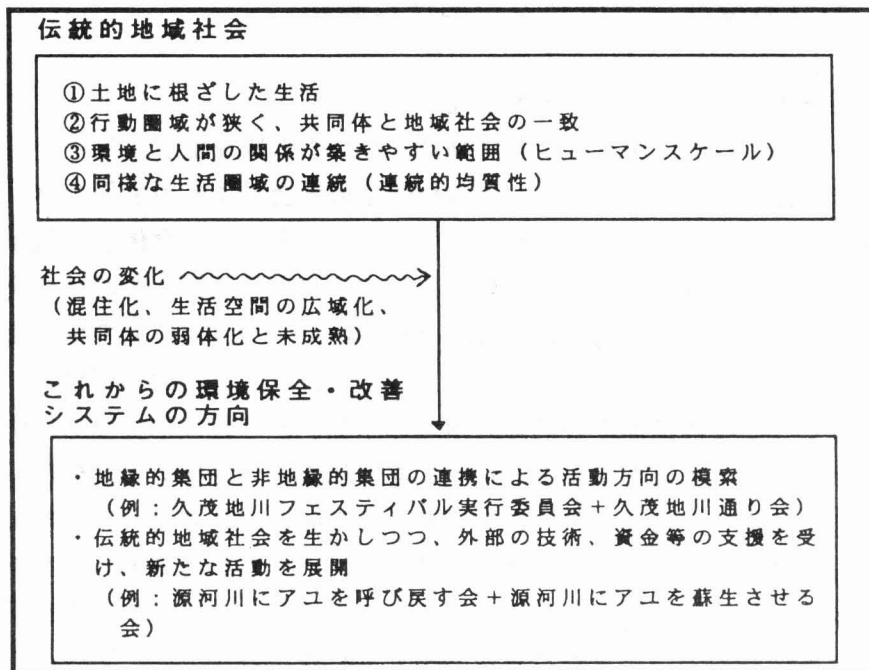 伝統的地域社会
①土地に根ざした生活
②行動圏域が狭く、共同体と地域社会の一致
③環境と人間の関係が築きやすい範囲（ヒューマンスケール）
④同様な生活圏域の連続（連続的均質性）
社会の変化
（混住化、生活空間の広域化、
共同体の弱体化と未成熟）
これからの環境保全・改善
システムの方向
・地縁的集団と非地縁的集団の連携による活動方向の模索
（例：久茂地川フェスティバル実行委員会＋久茂地川通り会）
・伝統的地域社会を生かしつつ、外部の技術、資金等の支援を受
け、新たな活動を展開
（例：源河川にアユを呼び戻す会＋源河川にアユを蘇生させる
会）